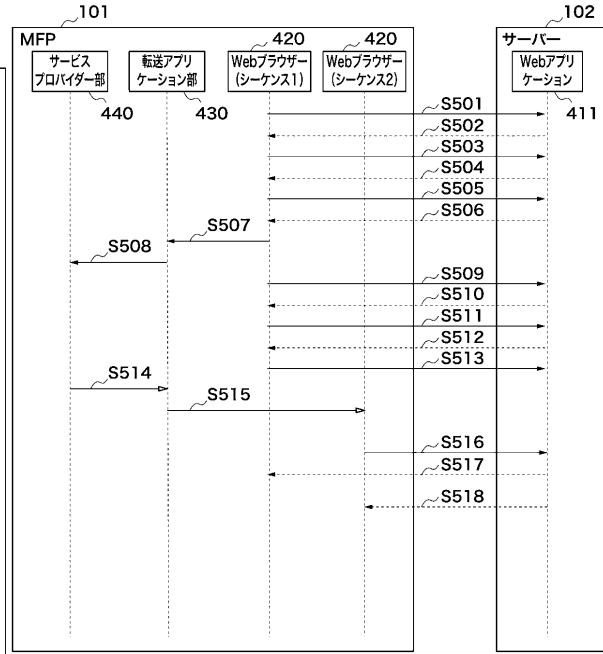 101
102
MFP
サーバー
サービス
プロバイダー部
440
転送アプリ
ケーション部
430
420
Webブラウザー
(シーケンス1)
420
Webブラウザー
(シーケンス2)
Webアプリ
ケーション
411
S501
S502
S503
S504
S505
S506
S507
S508
S509
S510
S511
S512
S513
S514
S515
S516
S517
S518